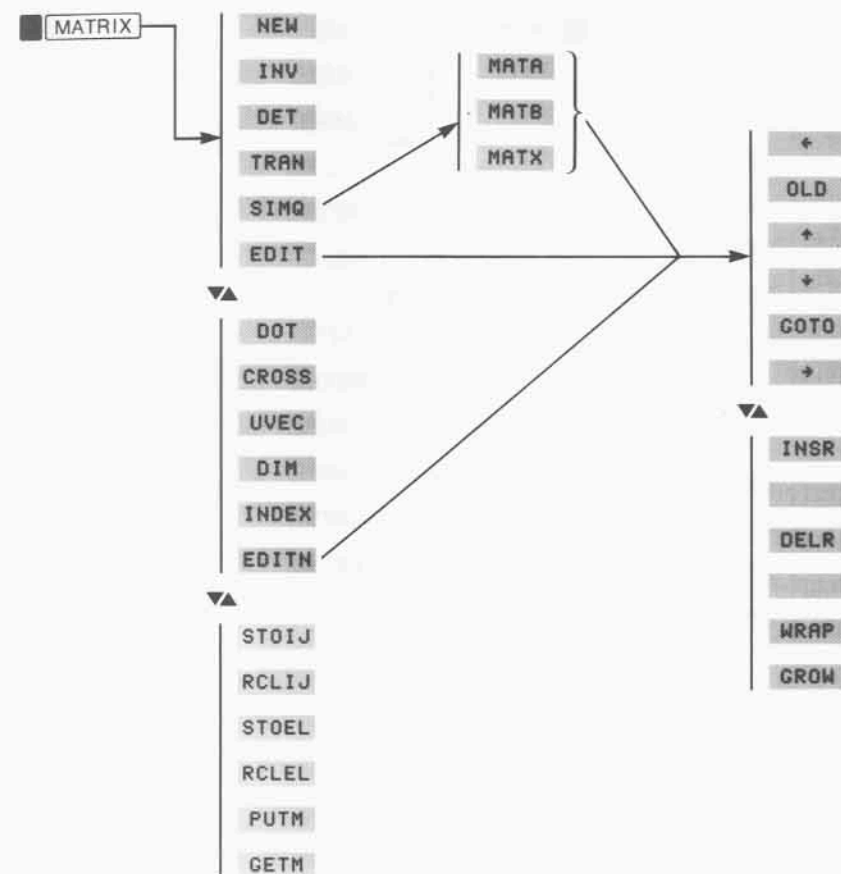 MATRIX
NEW
INV
DET
TRAN
SIMQ
EDIT
DOT
CROSS
UVEC
DIM
INDEX
EDITN
STOIJ
RCLIJ
STOEL
RCLEL
PUTM
GETM
MATA
MATB
MATX
←
OLD
↑
↓
GOTO
→
INSR
DELR
WRAP
GROW